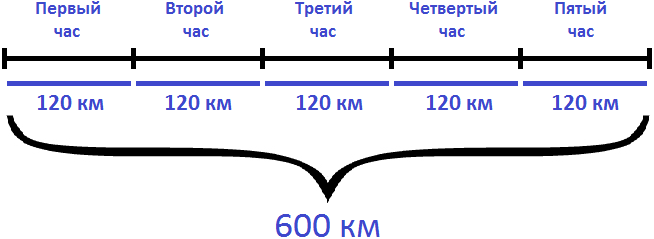 Первый Второй Третий Четвертый Пятый
час час час час час
120 км 120 км 120 км 120 км 120 км
600 км